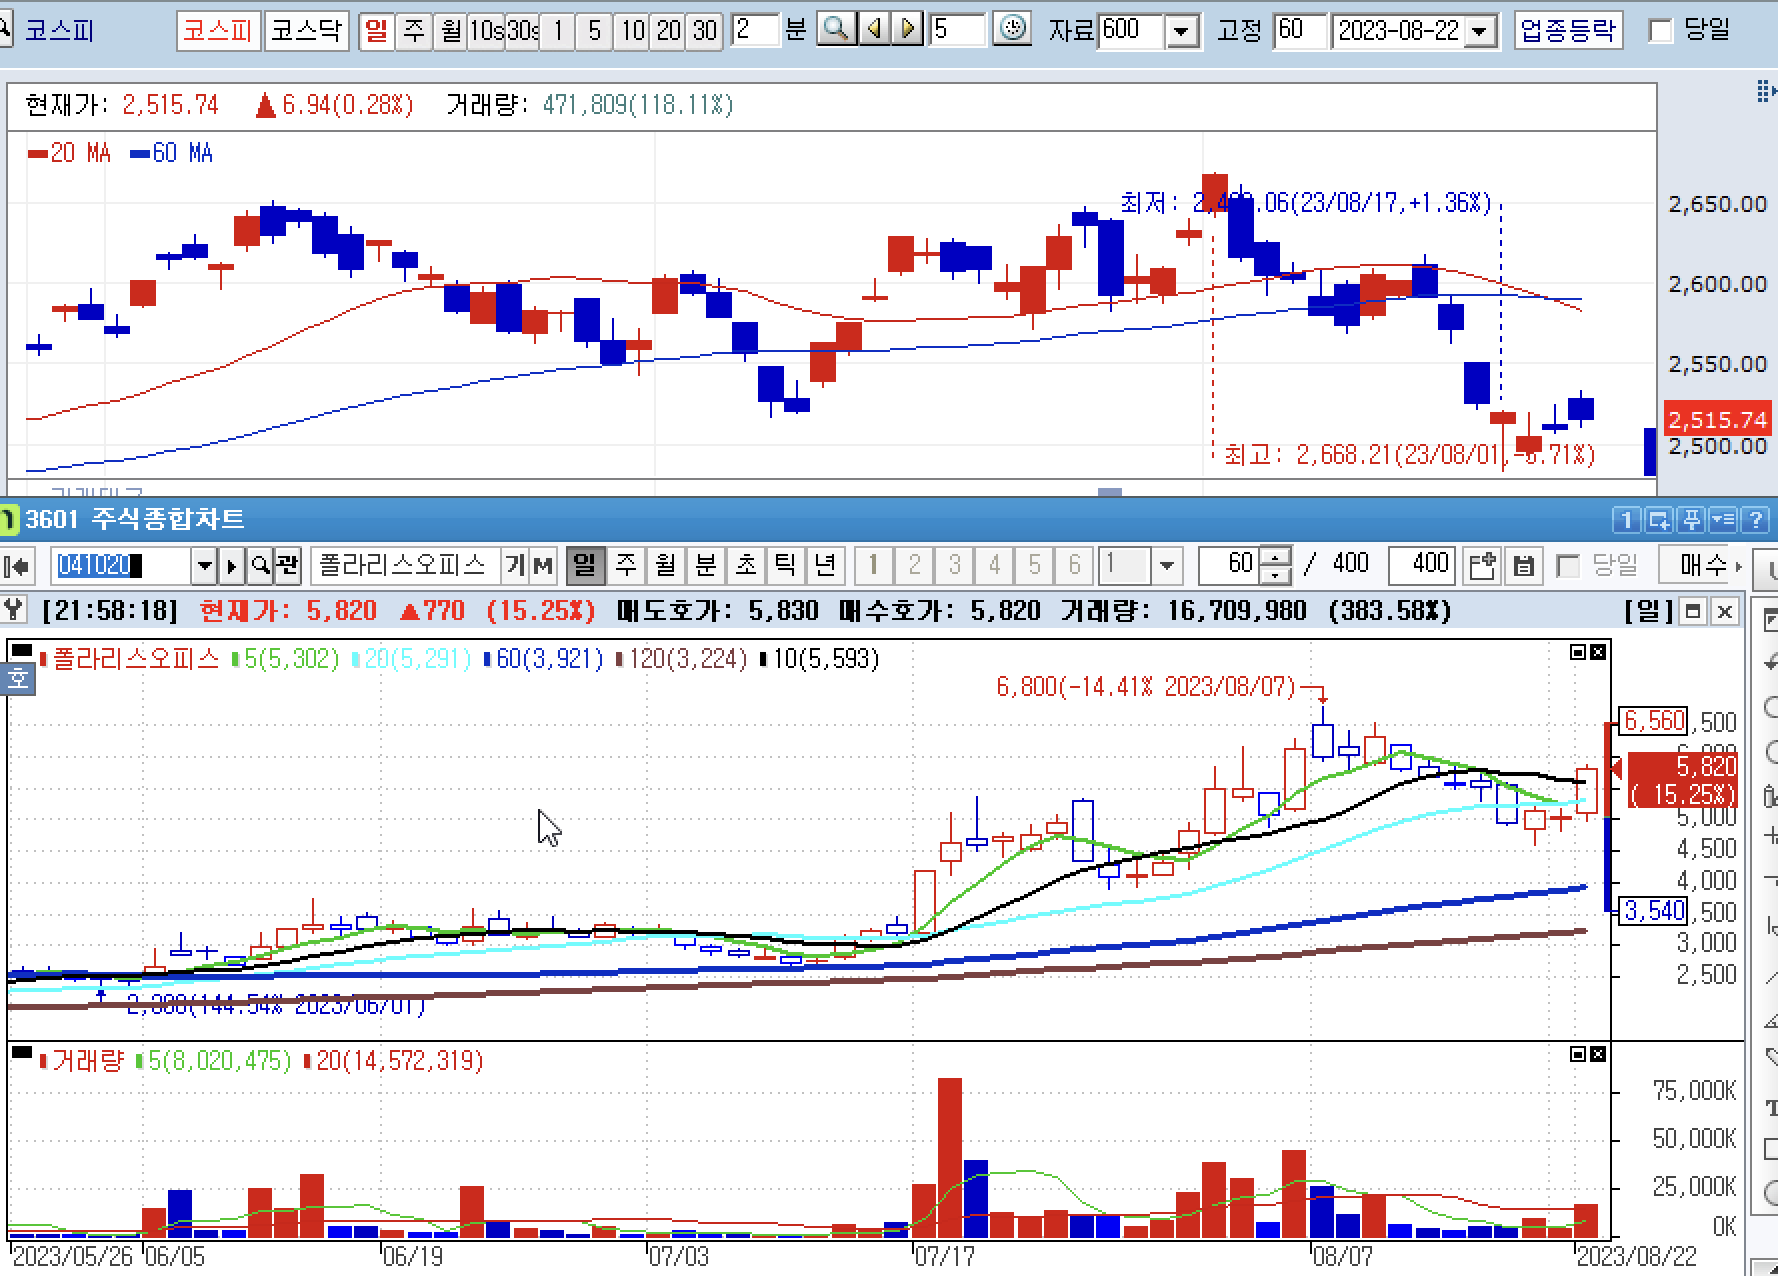 코스피 코스피 코스닥 일 주 월 10s 30s 1 5 10 20 30 2 분 5 자료 600 고정 60 2023-08-22 업종등락 당일
현재가: 2,515.74 ▲ 6.94(0.28%) 거래량: 471,809(118.11%)
20 MA 60 MA
최저: .06(23/08/17,+1.36%)
2,650.00
2,600.00
2,550.00
2,515.74
2,500.00
최고: 2,668.21(23/08/01, .71%)
3601 주식종합차트 1 ?
041020 관 폴라리스오피스 기 M 일 주 월 분 초 틱 년 1 2 3 4 5 6 1 60 / 400 400 당일 매수
[21:58:18] 현재가: 5,820 ▲770 (15.25%) 매도호가: 5,830 매수호가: 5,820 거래량: 16,709,980 (383.58%) [일]
폴라리스오피스 5(5,302) 20(5,291) 60(3,921) 120(3,224) 10(5,593)
호
6,800(-14.41% 2023/08/07)
6,560 ,500
5,820
( 15.25%)
5,000
4,500
4,000
3,540 ,500
3,000
2,500
(144.54% 2023/06/01)
거래량 5(8,020,475) 20(14,572,319)
75,000K
50,000K
25,000K
0K
2023/05/26 06/05 06/19 07/03 07/17 08/07 2023/08/22